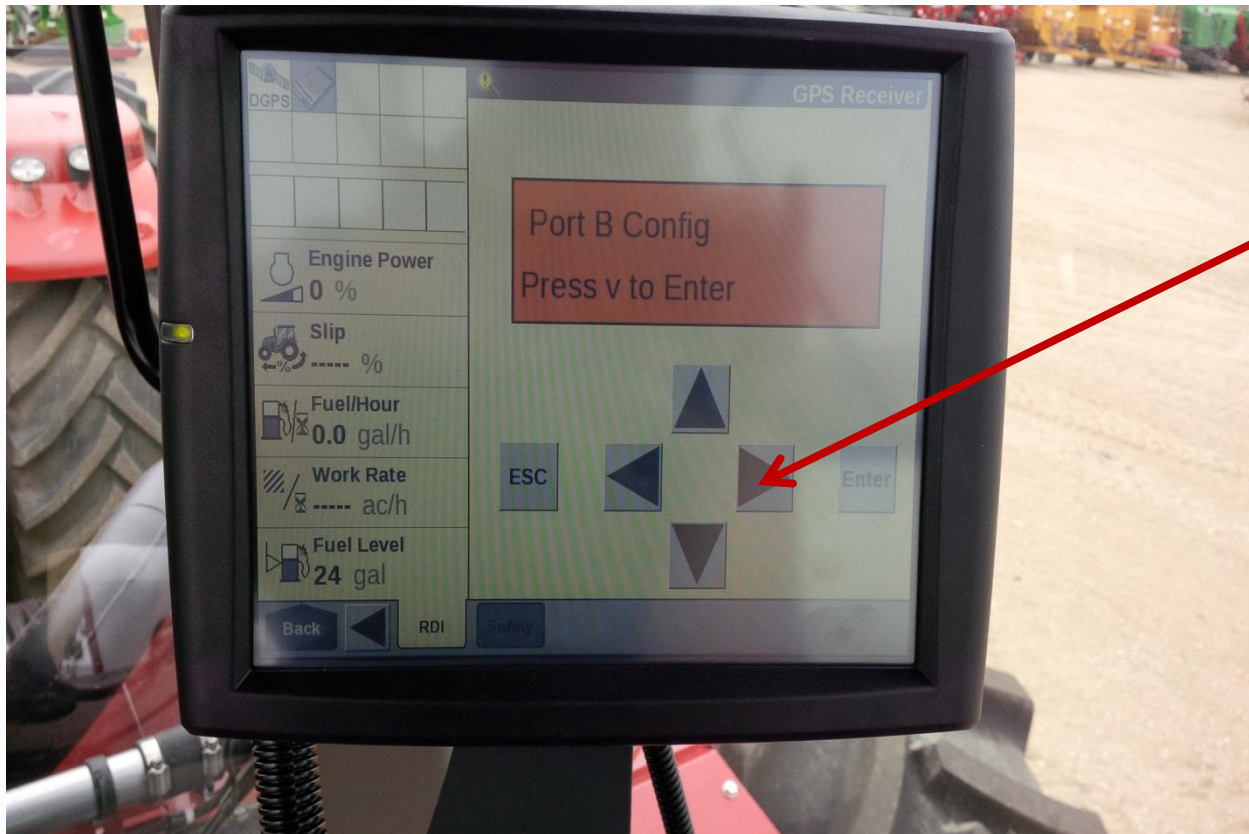 DGPS
GPS Receiver
Port B Config
Press v to Enter
Engine Power
0 %
Slip
----- %
Fuel/Hour
0.0 gal/h
Work Rate
----- ac/h
Fuel Level
24 gal
ESC
Enter
Back
RDI
Safety